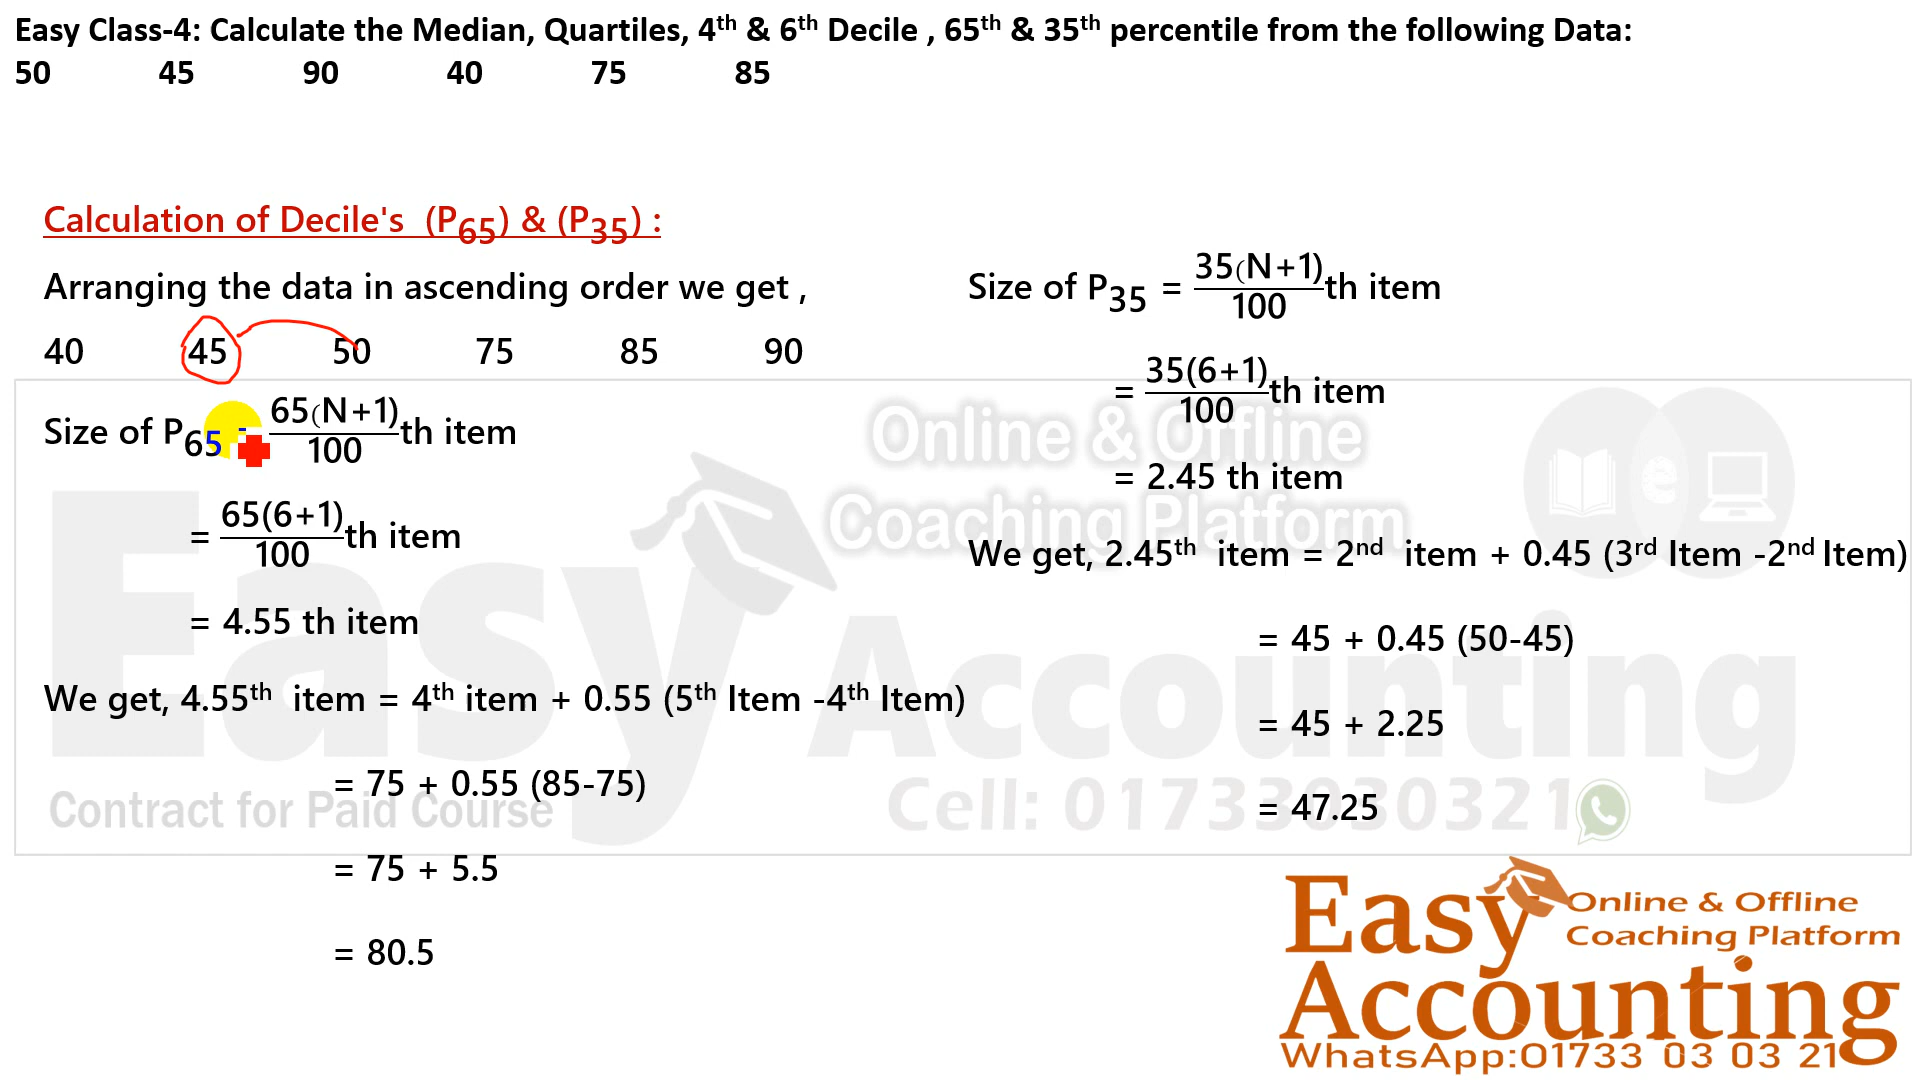 Easy Class-4: Calculate the Median, Quartiles, 4th & 6th Decile , 65th & 35th percentile from the following Data:
50 45 90 40 75 85
Calculation of Decile's (P65) & (P35) :
Arranging the data in ascending order we get ,
40 45 50 75 85 90
Size of P65 = 65(N+1)/100 th item
= 65(6+1)/100 th item
= 4.55 th item
We get, 4.55th item = 4th item + 0.55 (5th Item -4th Item)
= 75 + 0.55 (85-75)
= 75 + 5.5
= 80.5
Size of P35 = 35(N+1)/100 th item
= 35(6+1)/100 th item
= 2.45 th item
We get, 2.45th item = 2nd item + 0.45 (3rd Item -2nd Item)
= 45 + 0.45 (50-45)
= 45 + 2.25
= 47.25
Online & Offline
Coaching Platform
e
Easy
Accounting
Contract for Paid Course
Cell: 01733030321
Easy
Online & Offline
Coaching Platform
Accounting
WhatsApp:01733 03 03 21